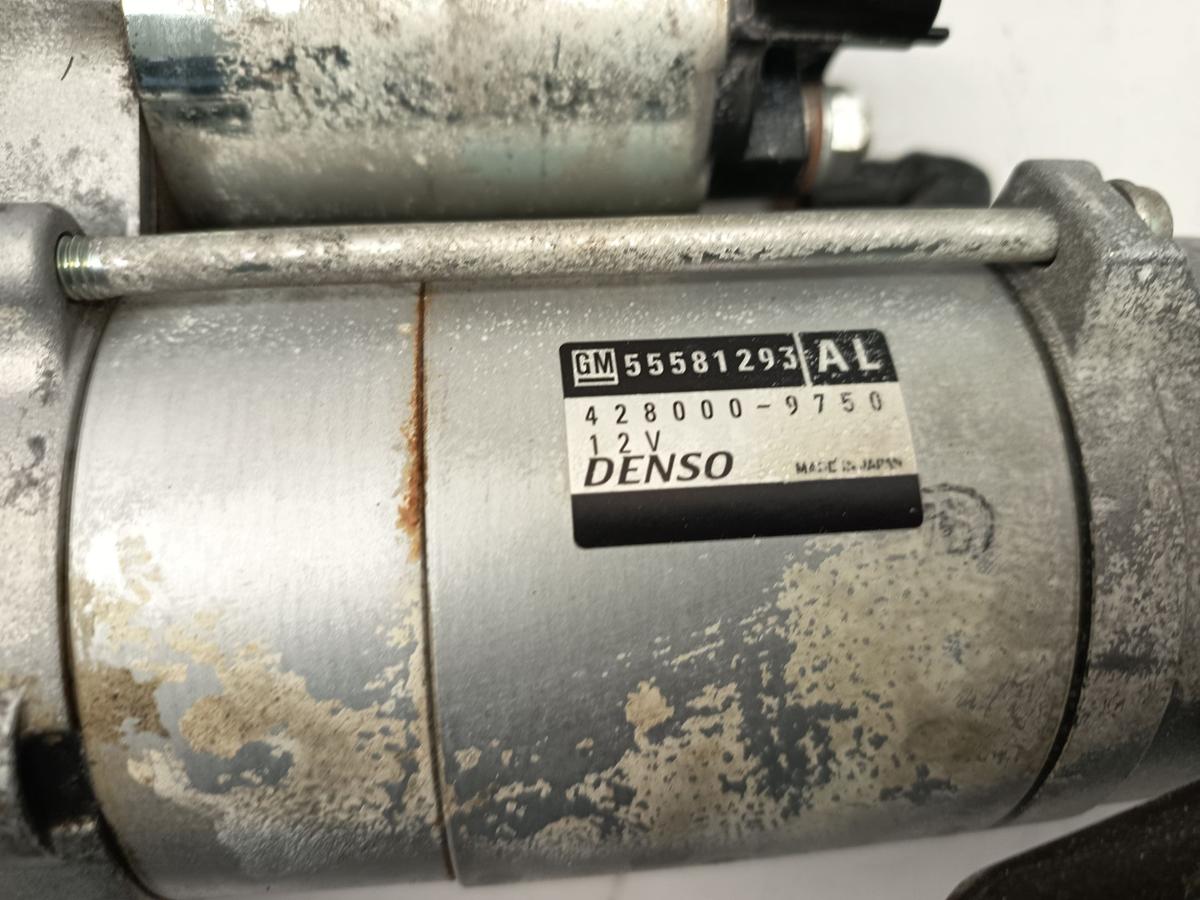 GM 55581293 AL
428000-9750
12V
DENSO MADE IN JAPAN